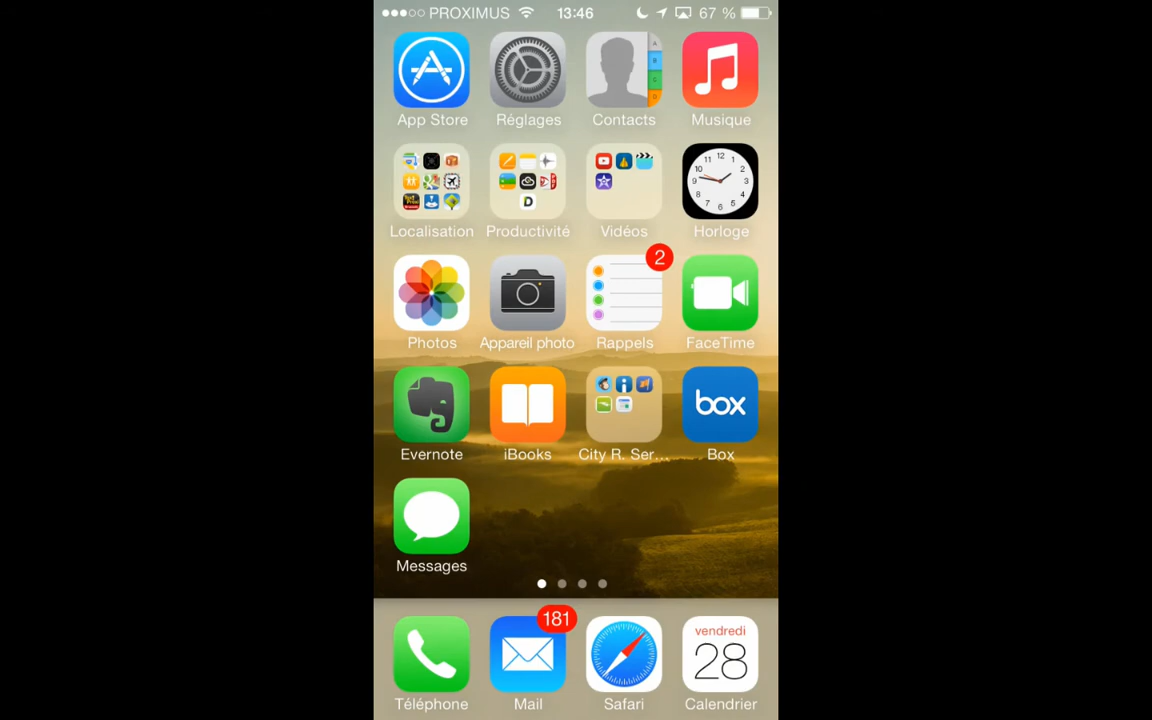 PROXIMUS 13:46 67 %
App Store Réglages Contacts Musique
Localisation Productivité Vidéos Horloge
2
Photos Appareil photo Rappels FaceTime
box
Evernote iBooks City R. Ser... Box
Messages
181
vendredi
28
Téléphone Mail Safari Calendrier